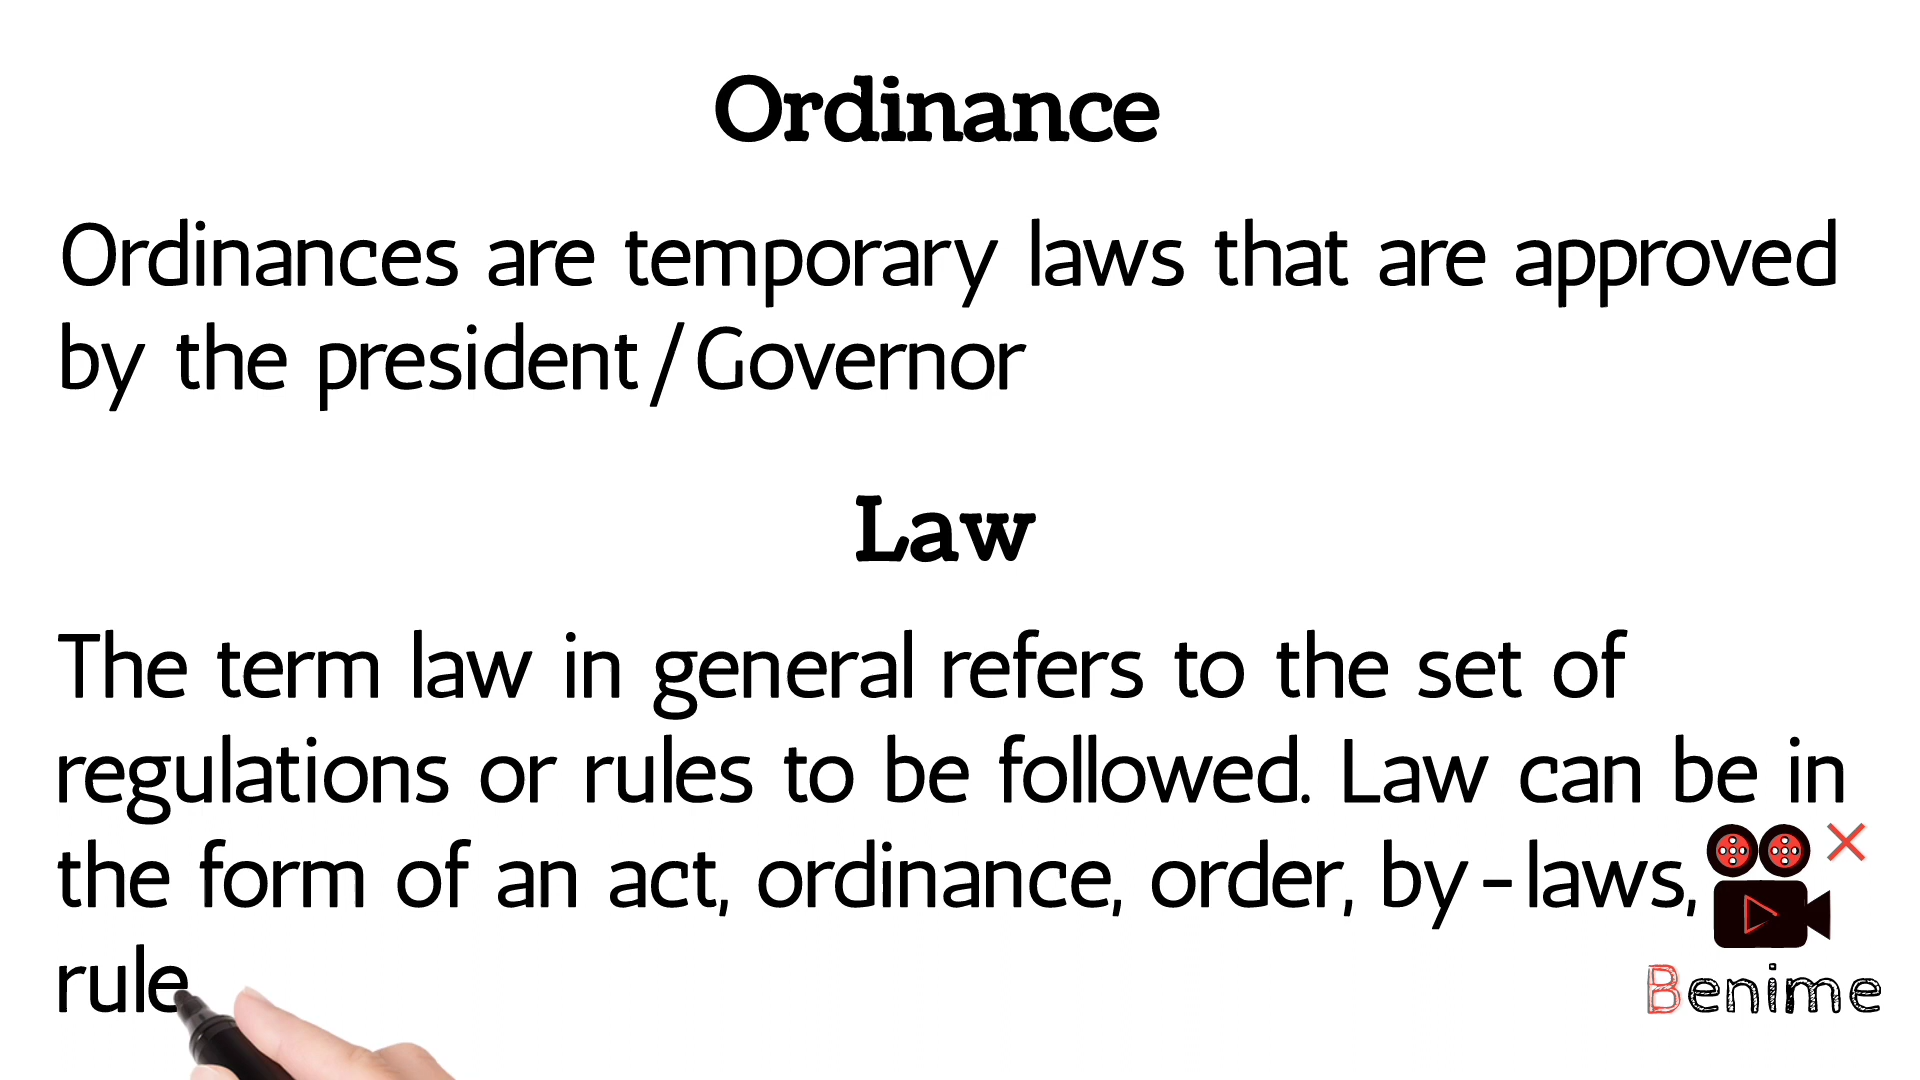 Ordinance
Ordinances are temporary laws that are approved
by the president/Governor
Law
The term law in general refers to the set of
regulations or rules to be followed. Law can be in
the form of an act, ordinance, order, by-laws,
rule
Benime